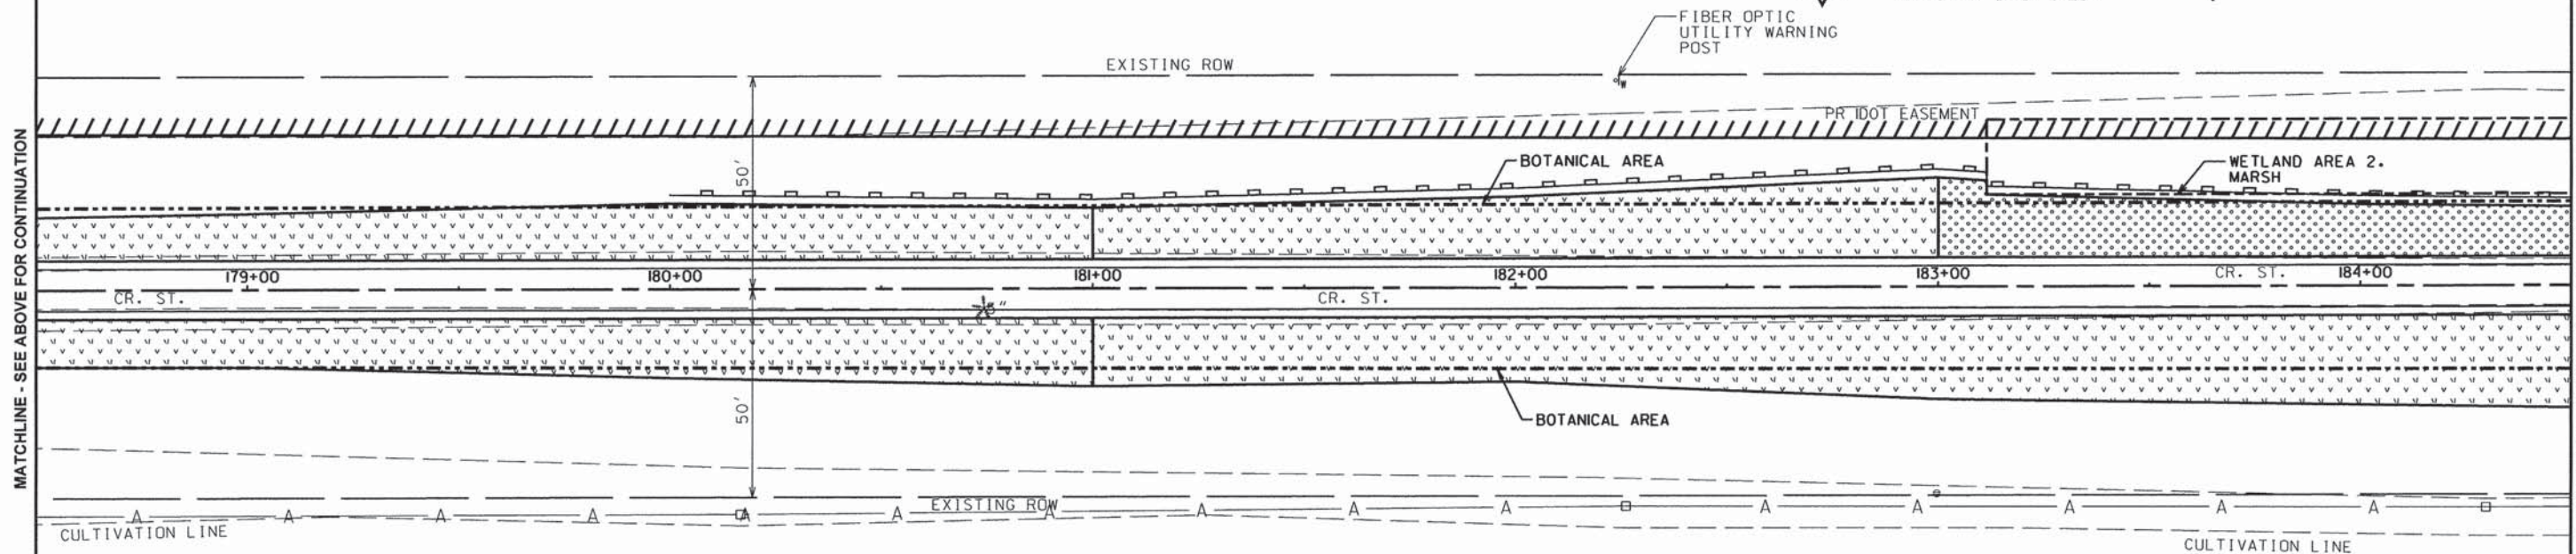 FIBER OPTIC
UTILITY WARNING
POST
EXISTING ROW
W
PR IDOT EASEMENT
50'
BOTANICAL AREA
WETLAND AREA 2.
MARSH
MATCHLINE - SEE ABOVE FOR CONTINUATION
179+00
180+00
181+00
182+00
183+00
CR. ST.
184+00
CR. ST.
CR. ST.
50'
BOTANICAL AREA
EXISTING ROW
A A A A A A A A A A A A A A A
CULTIVATION LINE
CULTIVATION LINE